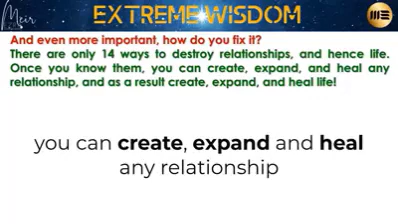 Meir
EXTREME WISDOM
And even more important, how do you fix it?
There are only 14 ways to destroy relationships, and hence life.
Once you know them, you can create, expand, and heal any
relationship, and as a result create, expand, and heal life!
you can create, expand and heal
any relationship